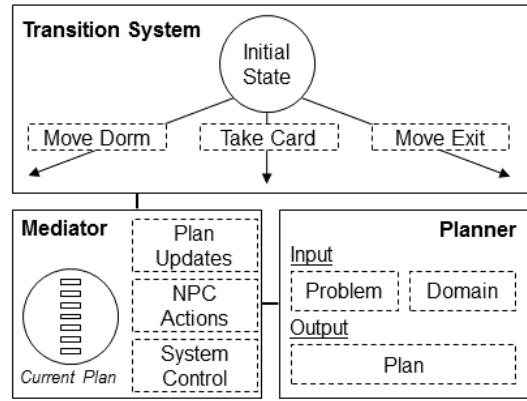 Transition System
Initial
State
Move Dorm
Take Card
Move Exit
Mediator
Plan
Updates
NPC
Actions
System
Control
Current Plan
Planner
Input
Problem
Domain
Output
Plan